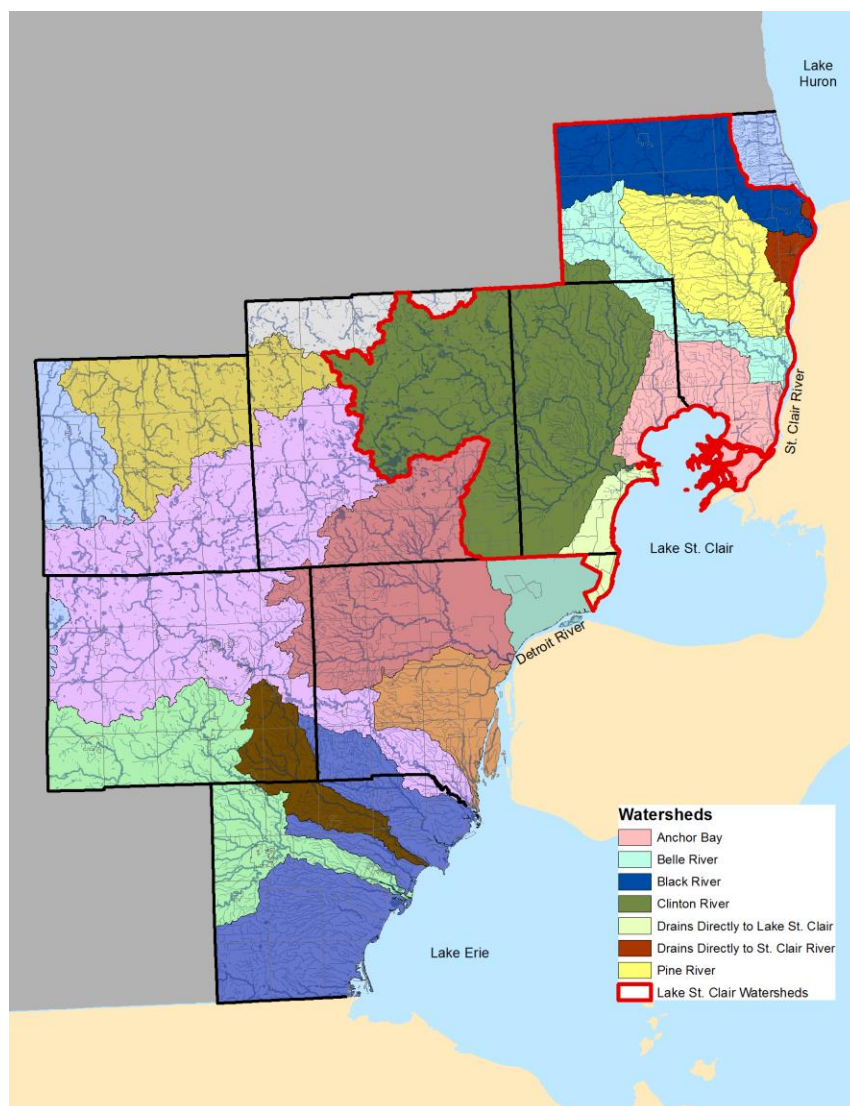 Lake
Huron
St. Clair River
Lake St. Clair
Detroit River
Lake Erie
Watersheds
Anchor Bay
Belle River
Black River
Clinton River
Drains Directly to Lake St. Clair
Drains Directly to St. Clair River
Pine River
Lake St. Clair Watersheds